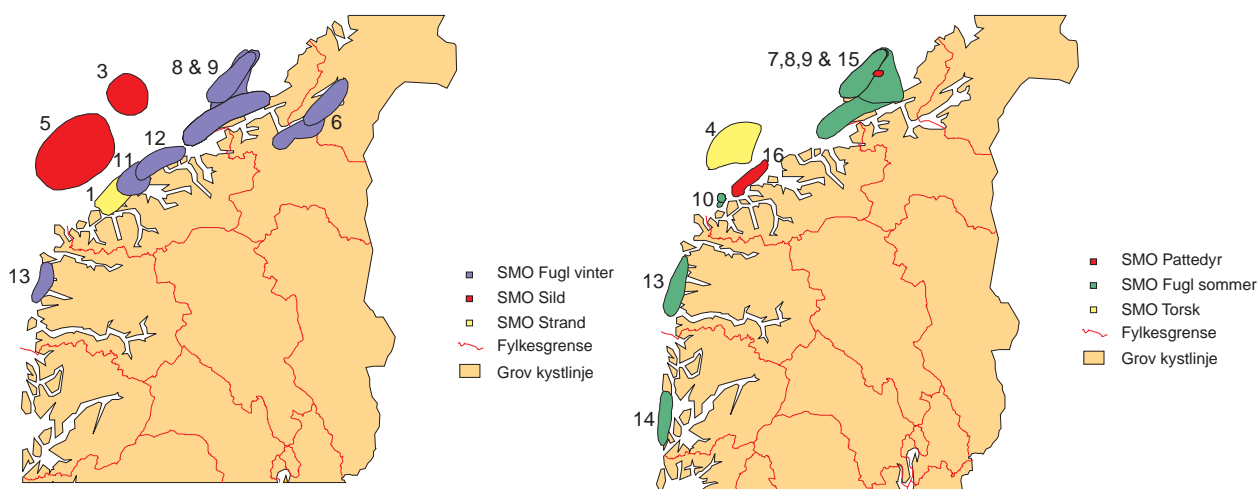 8 & 9
3
5
6
12
11
1
13
SMO Fugl vinter
SMO Sild
SMO Strand
Fylkesgrense
Grov kystlinje
7,8,9 & 15
4
16
10
13
14
SMO Pattedyr
SMO Fugl sommer
SMO Torsk
Fylkesgrense
Grov kystlinje